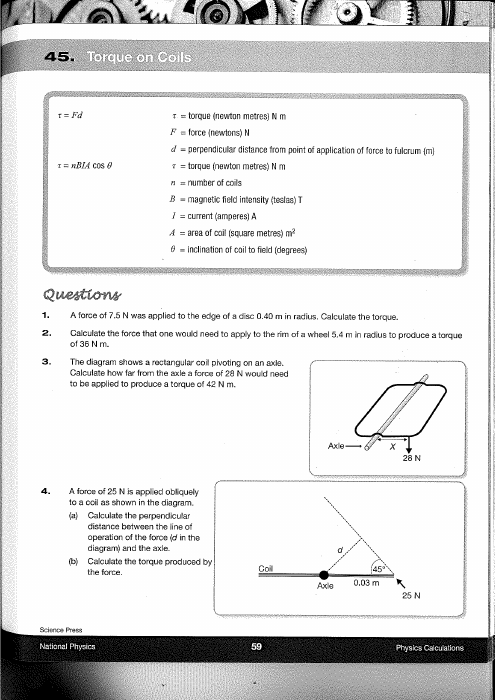 45. Torque on Coils
τ = Fd
τ = torque (newton metres) N m
F = force (newtons) N
d = perpendicular distance from point of application of force to fulcrum (m)
τ = nBIA cos θ
τ = torque (newton metres) N m
n = number of coils
B = magnetic field intensity (teslas) T
I = current (amperes) A
A = area of coil (square metres) m²
θ = inclination of coil to field (degrees)
Questions
1. A force of 7.5 N was applied to the edge of a disc 0.40 m in radius. Calculate the torque.
2. Calculate the force that one would need to apply to the rim of a wheel 5.4 m in radius to produce a torque
of 36 N m.
3. The diagram shows a rectangular coil pivoting on an axle.
Calculate how far from the axle a force of 28 N would need
to be applied to produce a torque of 42 N m.
Axle
X
28 N
4. A force of 25 N is applied obliquely
to a coil as shown in the diagram.
(a) Calculate the perpendicular
distance between the line of
operation of the force (d in the
diagram) and the axle.
(b) Calculate the torque produced by
the force.
d
Coil
45°
Axle
0.03 m
25 N
Science Press
National Physics
59
Physics Calculations